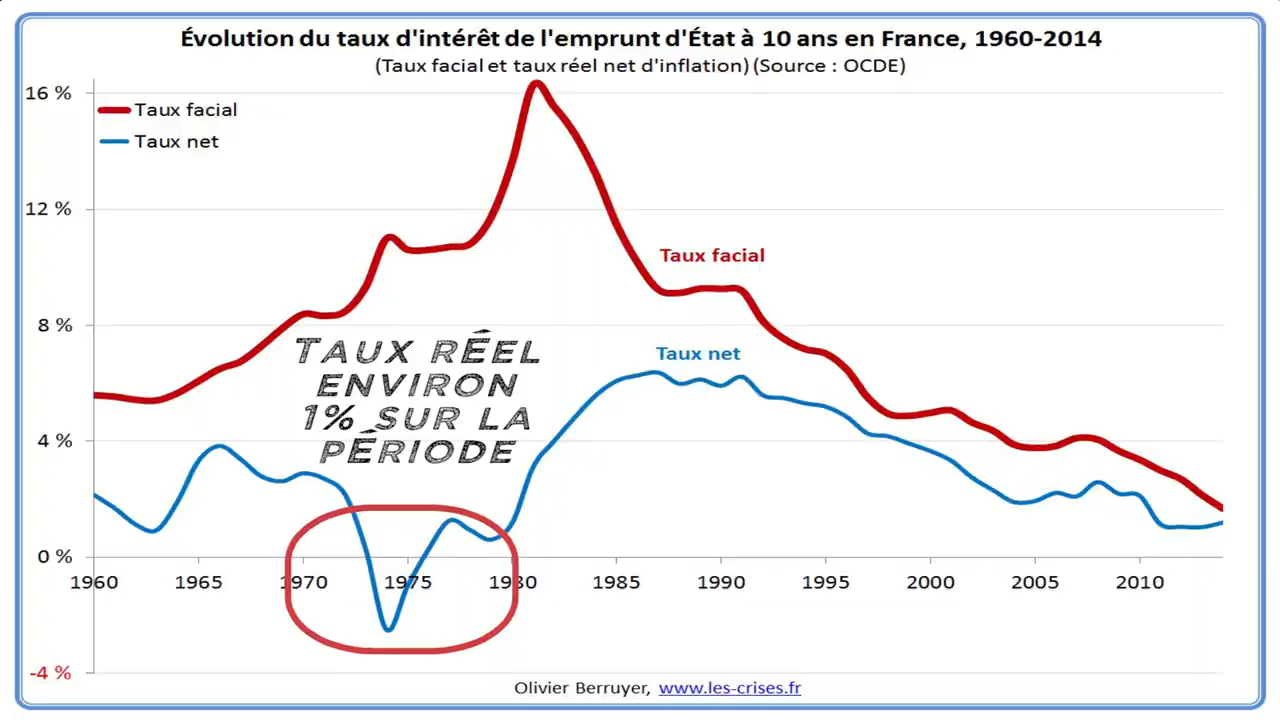 Évolution du taux d'intérêt de l'emprunt d'État à 10 ans en France, 1960-2014
(Taux facial et taux réel net d'inflation) (Source : OCDE)
16 %
Taux facial
Taux net
12 %
Taux facial
8 %
TAUX RÉEL
ENVIRON
1% SUR LA
PÉRIODE
Taux net
4 %
0 %
1960 1965 1970 1975 1980 1985 1990 1995 2000 2005 2010
-4 %
Olivier Berruyer, www.les-crises.fr